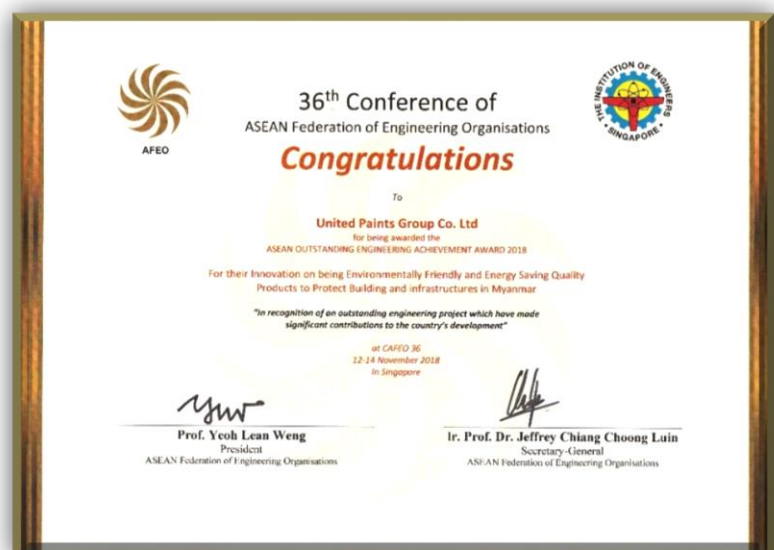 AFEO
THE INSTITUTION OF ENGINEERS
• SINGAPORE •
36th Conference of
ASEAN Federation of Engineering Organisations
Congratulations
To
United Paints Group Co. Ltd
for being awarded the
ASEAN OUTSTANDING ENGINEERING ACHIEVEMENT AWARD 2018
For their Innovation on being Environmentally Friendly and Energy Saving Quality
Products to Protect Building and infrastructures in Myanmar
"In recognition of an outstanding engineering project which have made
significant contributions to the country's development"
at CAFEO 36
12-14 November 2018
In Singapore
Prof. Yeoh Lean Weng
President
ASEAN Federation of Engineering Organisations
Ir. Prof. Dr. Jeffrey Chiang Choong Luin
Secretary-General
ASEAN Federation of Engineering Organisations